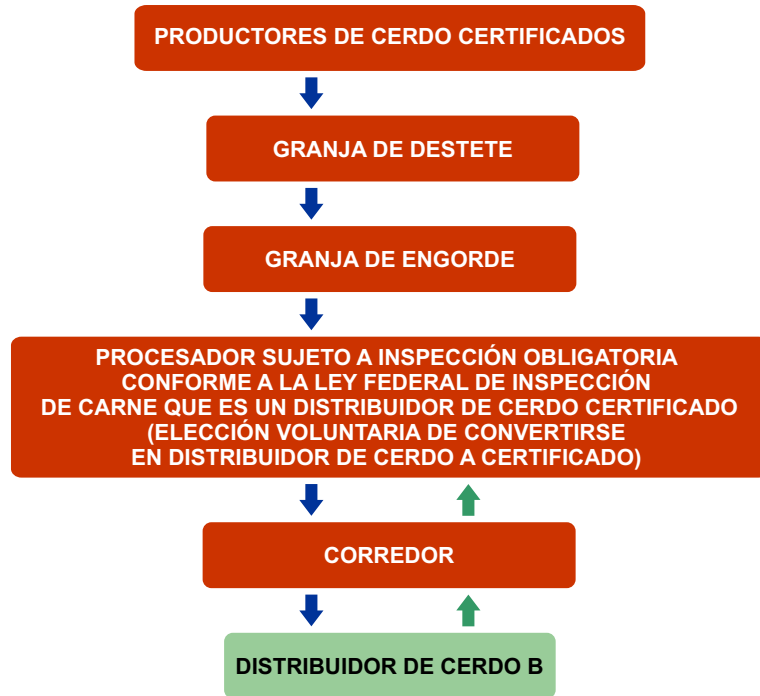 PRODUCTORES DE CERDO CERTIFICADOS
GRANJA DE DESTETE
GRANJA DE ENGORDE
PROCESADOR SUJETO A INSPECCIÓN OBLIGATORIA
CONFORME A LA LEY FEDERAL DE INSPECCIÓN
DE CARNE QUE ES UN DISTRIBUIDOR DE CERDO CERTIFICADO
(ELECCIÓN VOLUNTARIA DE CONVERTIRSE
EN DISTRIBUIDOR DE CERDO A CERTIFICADO)
CORREDOR
DISTRIBUIDOR DE CERDO B